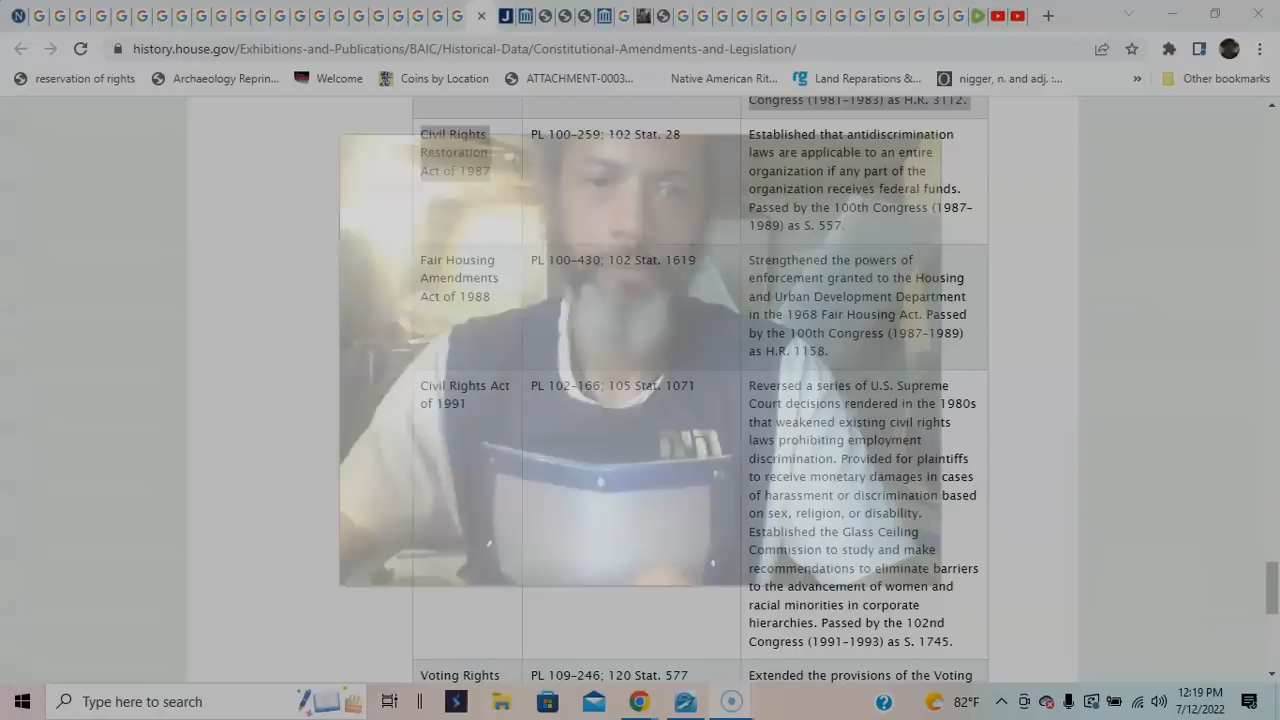 history.house.gov/Exhibitions-and-Publications/BAIC/Historical-Data/Constitutional-Amendments-and-Legislation/
reservation of rights
Archaeology Reprin...
Welcome
Coins by Location
ATTACHMENT-0003...
Native American Rit...
Land Reparations &...
nigger, n. and adj. :...
»
Other bookmarks
Congress (1981–1983) as H.R. 3112.
Civil Rights
Restoration
Act of 1987
PL 100–259; 102 Stat. 28
Established that antidiscrimination
laws are applicable to an entire
organization if any part of the
organization receives federal funds.
Passed by the 100th Congress (1987–
1989) as S. 557.
Fair Housing
Amendments
Act of 1988
PL 100–430; 102 Stat. 1619
Strengthened the powers of
enforcement granted to the Housing
and Urban Development Department
in the 1968 Fair Housing Act. Passed
by the 100th Congress (1987–1989)
as H.R. 1158.
Civil Rights Act
of 1991
PL 102–166; 105 Stat. 1071
Reversed a series of U.S. Supreme
Court decisions rendered in the 1980s
that weakened existing civil rights
laws prohibiting employment
discrimination. Provided for plaintiffs
to receive monetary damages in cases
of harassment or discrimination based
on sex, religion, or disability.
Established the Glass Ceiling
Commission to study and make
recommendations to eliminate barriers
to the advancement of women and
racial minorities in corporate
hierarchies. Passed by the 102nd
Congress (1991–1993) as S. 1745.
Voting Rights
PL 109–246; 120 Stat. 577
Extended the provisions of the Voting
Type here to search
82°F
12:19 PM
7/12/2022